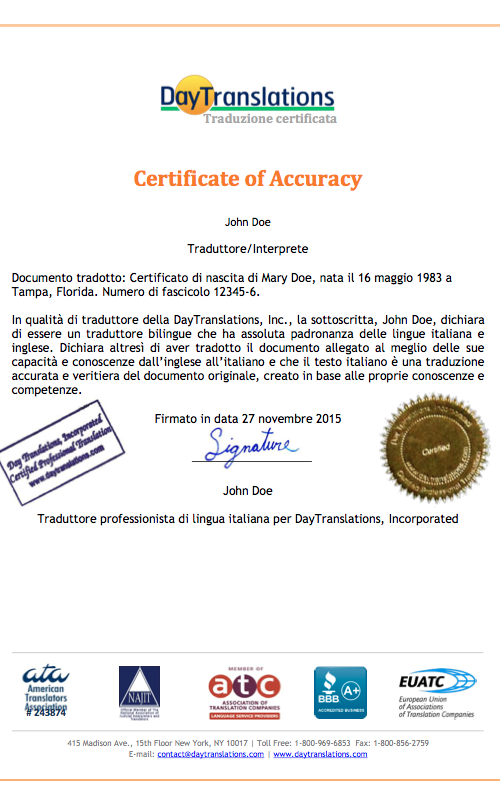 DayTranslations
Traduzione certificata
Certificate of Accuracy
John Doe
Traduttore/Interprete
Documento tradotto: Certificato di nascita di Mary Doe, nata il 16 maggio 1983 a
Tampa, Florida. Numero di fascicolo 12345-6.
In qualità di traduttore della DayTranslations, Inc., la sottoscritta, John Doe, dichiara
di essere un traduttore bilingue che ha assoluta padronanza delle lingue italiana e
inglese. Dichiara altresì di aver tradotto il documento allegato al meglio delle sue
capacità e conoscenze dall’inglese all’italiano e che il testo italiano è una traduzione
accurata e veritiera del documento originale, creato in base alle proprie conoscenze e
competenze.
Day Translations, Incorporated
Certified Professional Translation
www.daytranslations.com
Firmato in data 27 novembre 2015
Signature
Certified
John Doe
Traduttore professionista di lingua italiana per DayTranslations, Incorporated
ata
American
Translators
Association
# 243874
NAJIT
Official Member of The
National Association of
Judicial Interpreters and
Translators
MEMBER OF
atc
ASSOCIATION OF
TRANSLATION COMPANIES
LANGUAGE SERVICE PROVIDERS
BBB
A+
ACCREDITED BUSINESS
EUATC
European Union
of Associations
of Translation Companies
415 Madison Ave., 15th Floor New York, NY 10017 | Toll Free: 1-800-969-6853 Fax: 1-800-856-2759
E-mail: contact@daytranslations.com | www.daytranslations.com